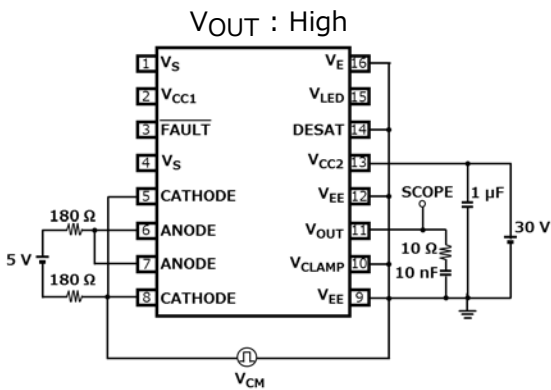 VOUT : High
1 VS
2 VCC1
3 FAULT
4 VS
5 CATHODE
6 ANODE
7 ANODE
8 CATHODE
VE 16
VLED 15
DESAT 14
VCC2 13
VEE 12
VOUT 11
VCLAMP 10
VEE 9
180 Ω
5 V
180 Ω
SCOPE
1 µF
10 Ω
10 nF
30 V
VCM